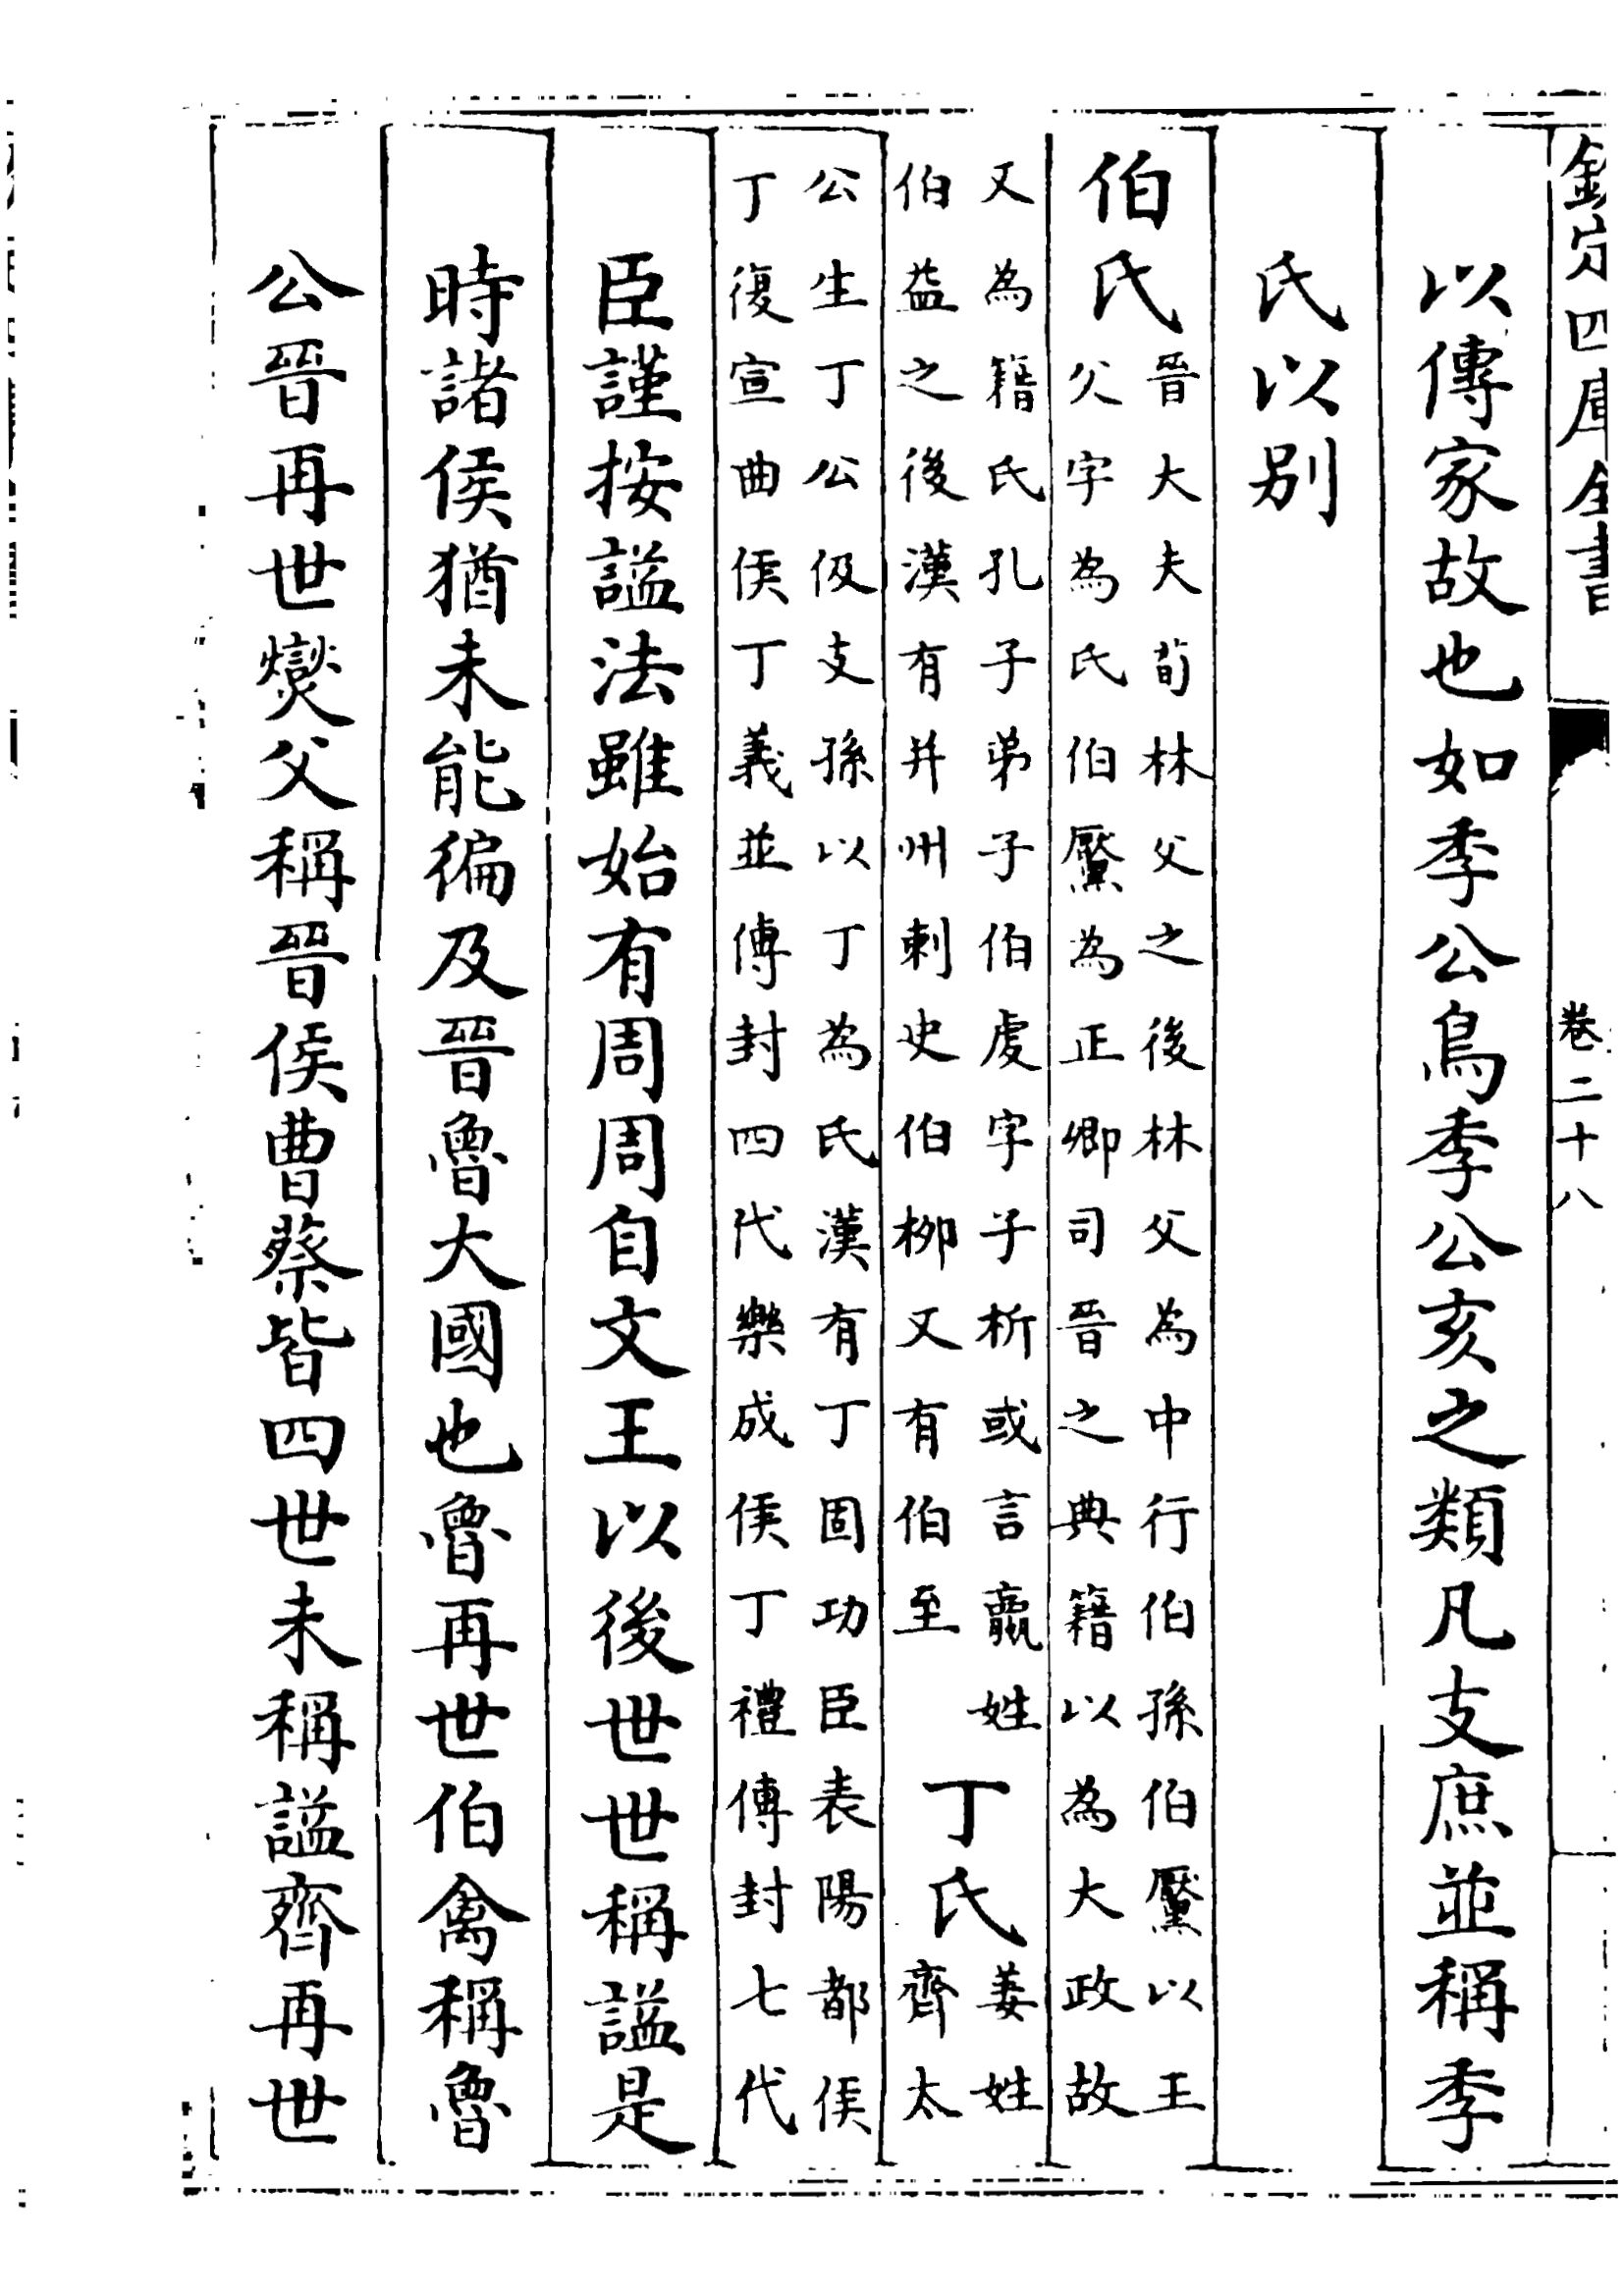 欽定四庫全書
卷二十八
以傳家故也如季公鳥季公亥之類凡支庶並稱季
氏以别
伯氏
晉大夫荀林父之後林父為中行伯孫伯黶以王
父字為氏伯黶為正卿司晉之典籍以為大政故
又為籍氏孔子弟子伯虔字子析或言嬴姓
伯益之後漢有并州刺史伯栁又有伯至
丁氏
姜姓
齊太
公生丁公伋支孫以丁為氏漢有丁固功臣表陽都侯
丁復宣曲侯丁義並傳封四代樂成侯丁禮傳封七代
臣謹按諡法雖始有周周自文王以後世世稱諡是
時諸侯猶未能徧及晉魯大國也魯再世伯禽稱魯
公晉再世燮父稱晉侯曹蔡皆四世未稱諡齊再世